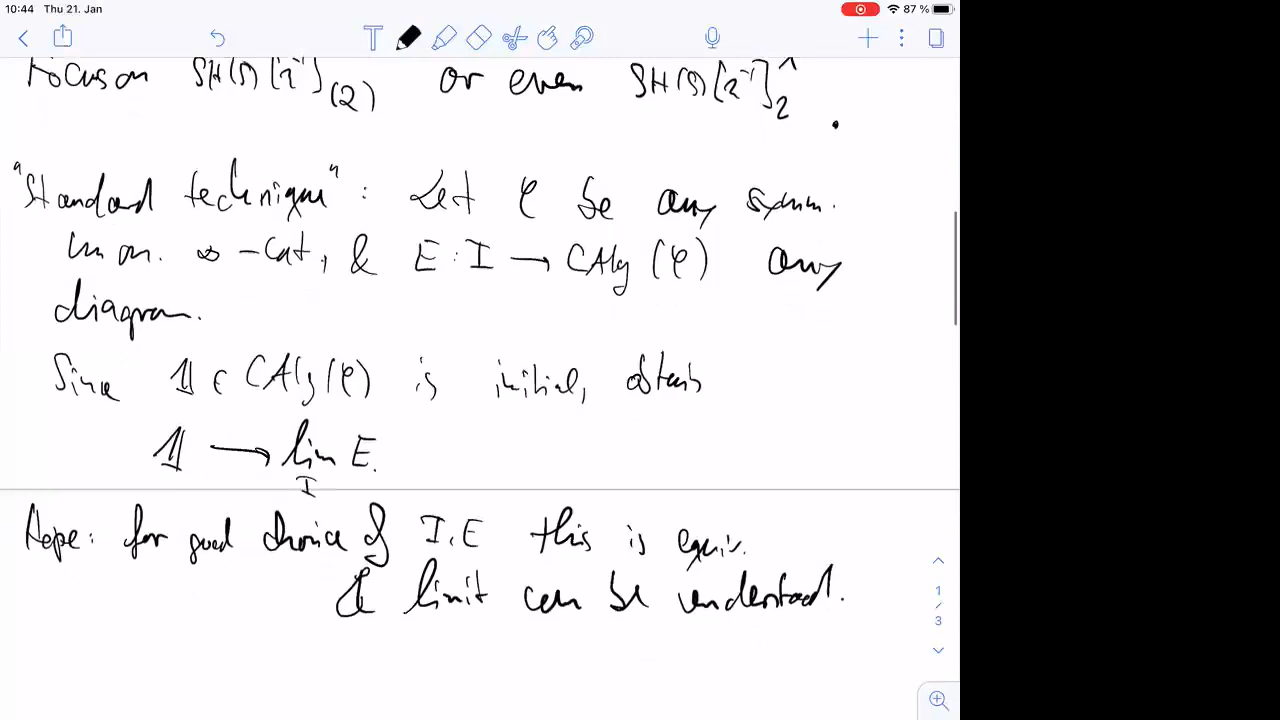 10:44 Thu 21. Jan 87 %
Focus on SH(S)[2⁻¹]₍₂₎ or even SH(S)[2⁻¹]₂^∧.
"Standard technique": Let 𝒞 be any symm.
mon. ∞-cat, & E: I → CAlg(𝒞) any
diagram.
Since 𝟙 ∈ CAlg(𝒞) is initial, obtain
𝟙 → lim E.
I
Hope: for good choice of I, E this is equiv.
& limit can be understood.
1
/
3